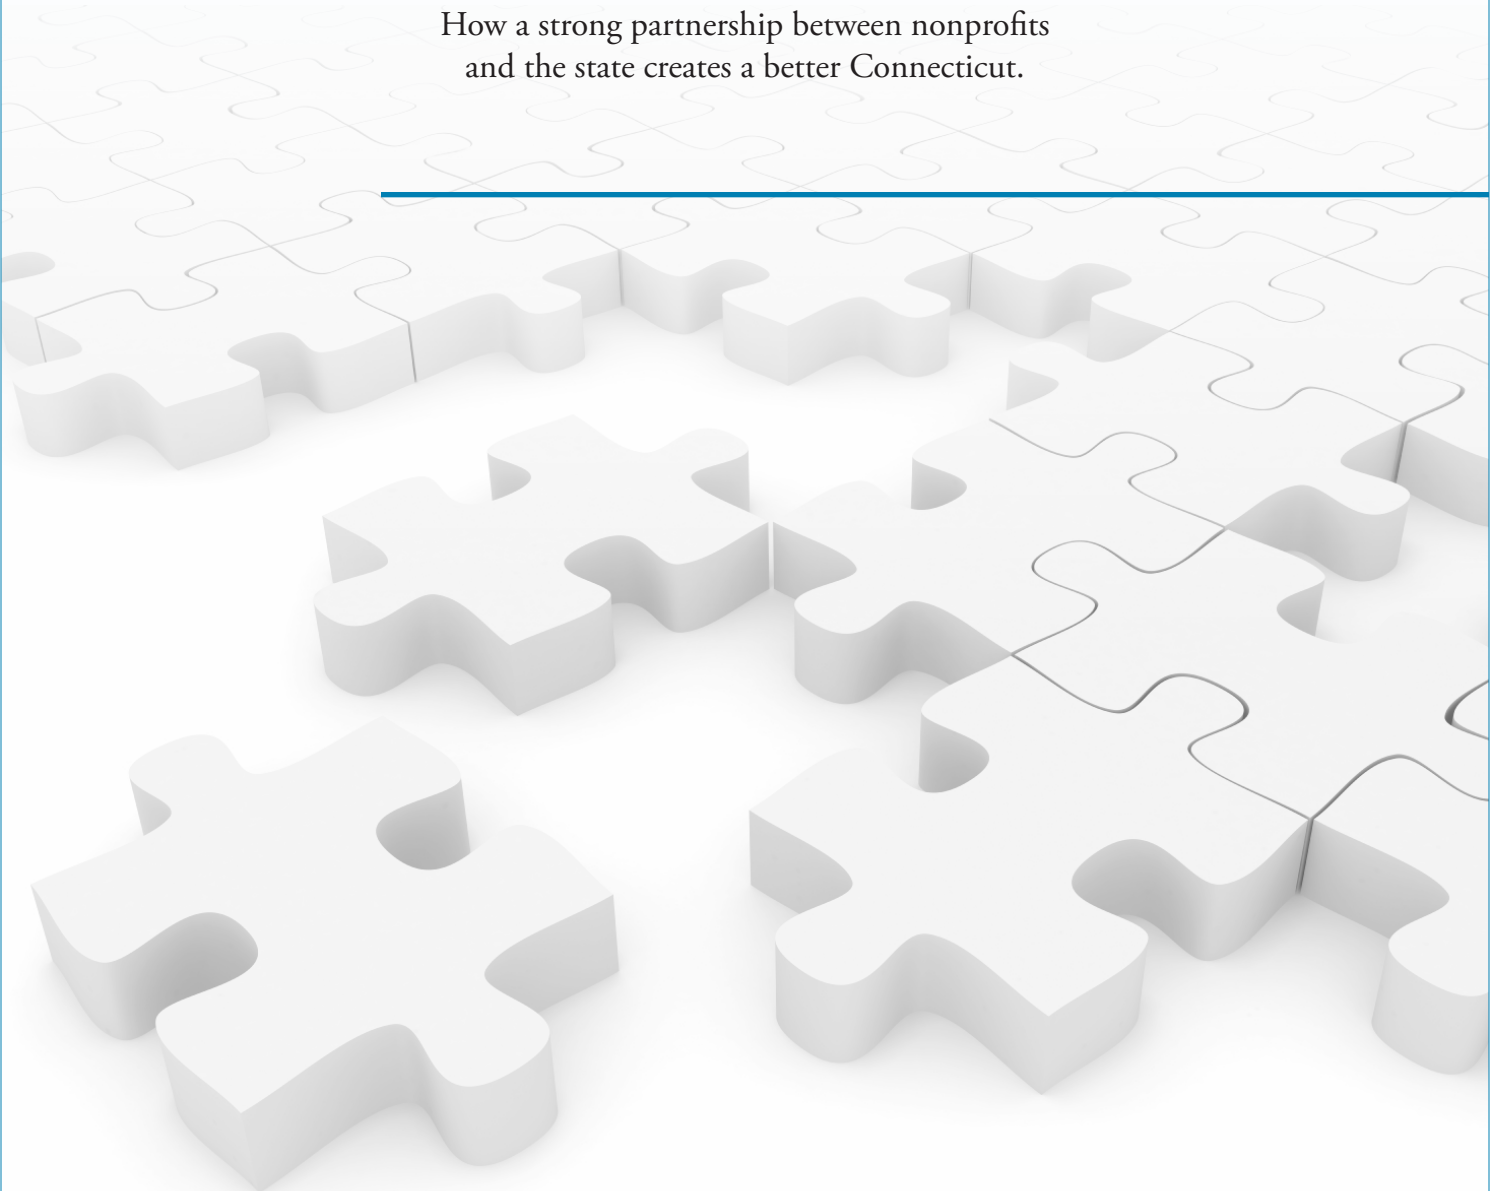 How a strong partnership between nonprofits
and the state creates a better Connecticut.